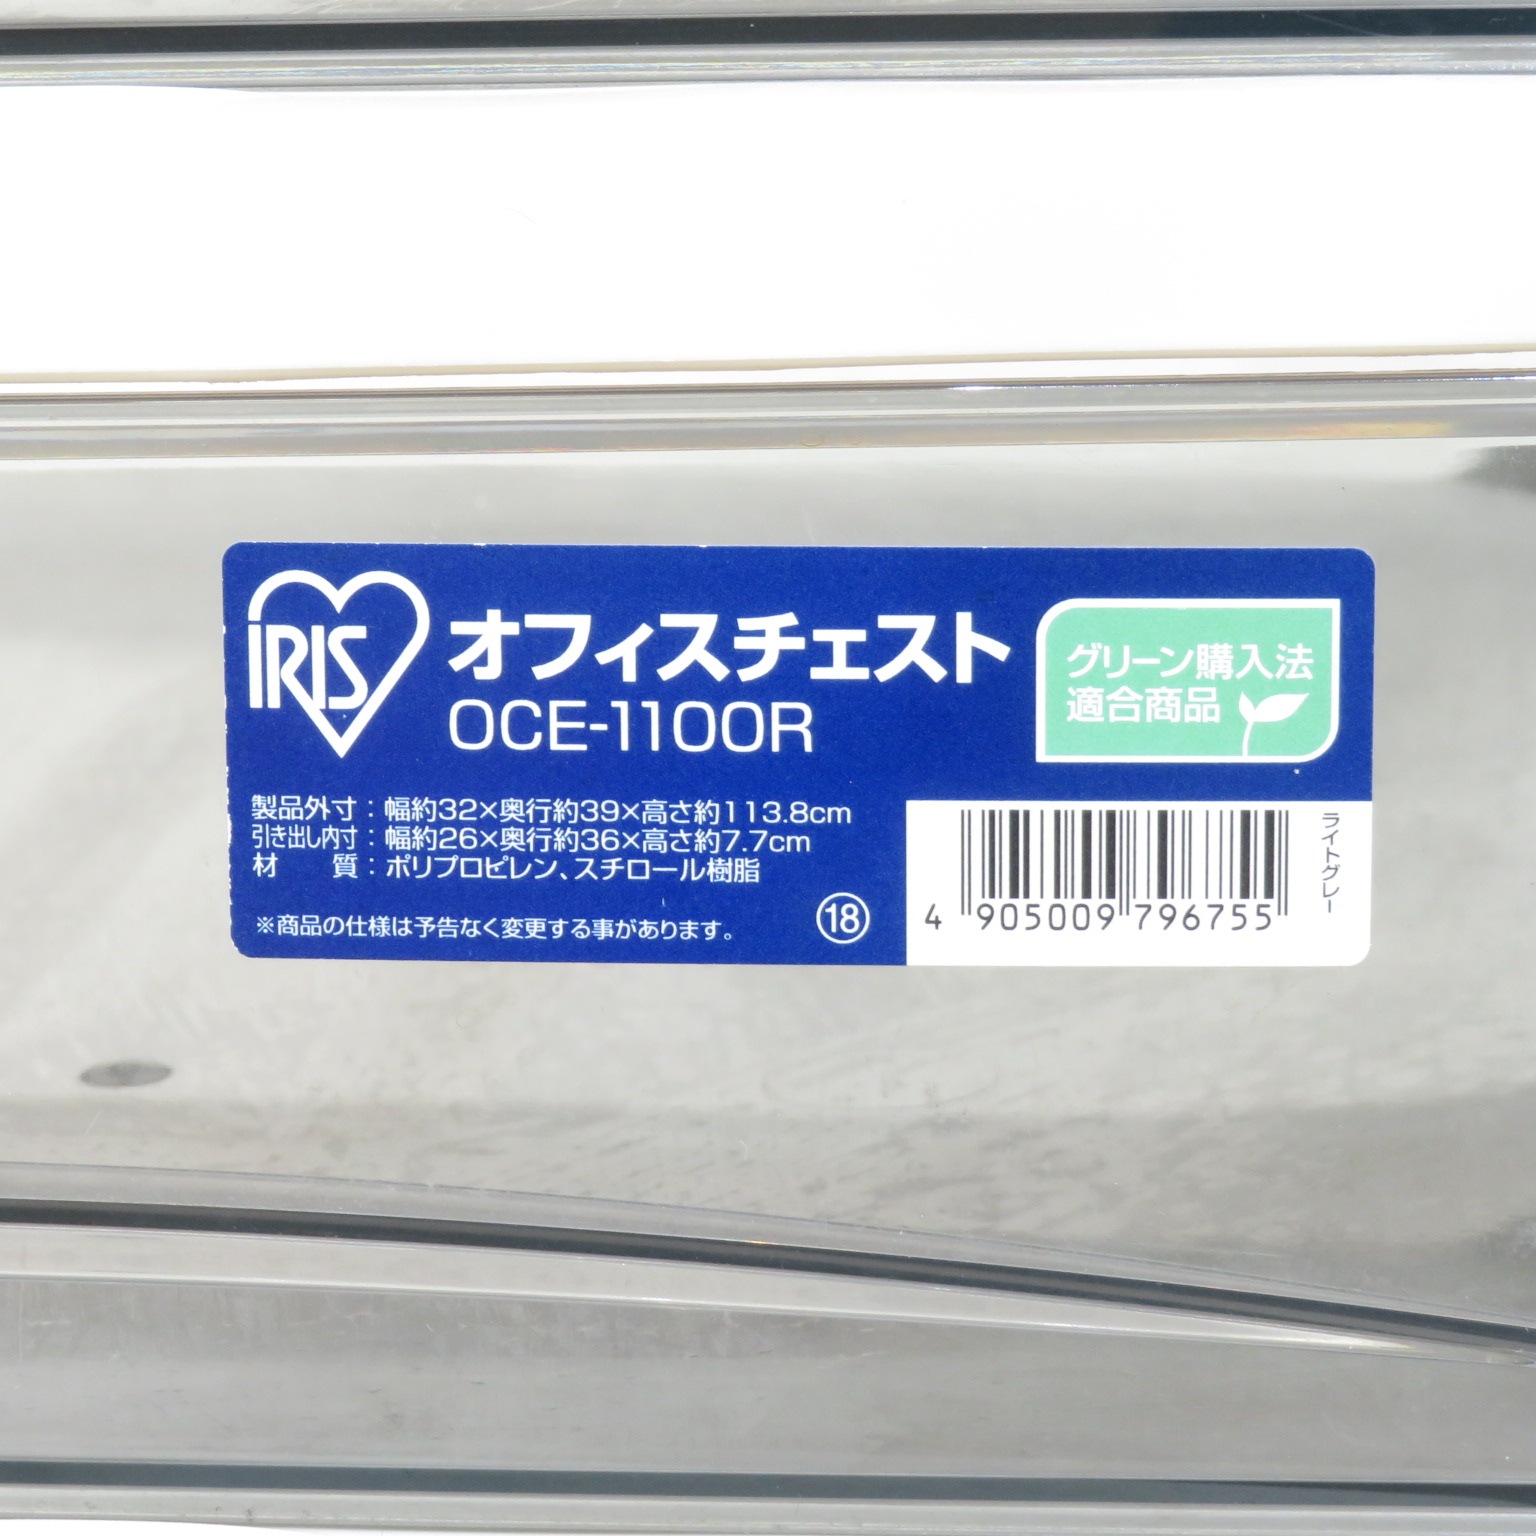 IRIS
オフィスチェスト
OCE-1100R
グリーン購入法
適合商品
製品外寸：幅約32×奥行約39×高さ約113.8cm
引き出し内寸：幅約26×奥行約36×高さ約7.7cm
材　　質：ポリプロピレン、スチロール樹脂
※商品の仕様は予告なく変更する事があります。
⑱
4 905009 796755
ライトグレー